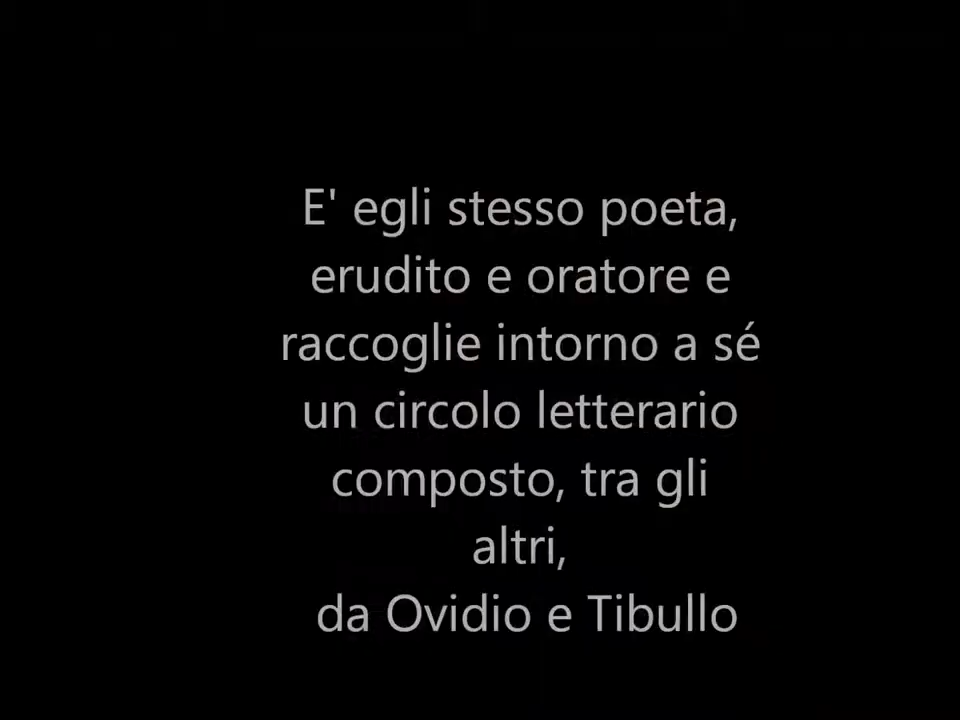 E' egli stesso poeta,
erudito e oratore e
raccoglie intorno a sé
un circolo letterario
composto, tra gli
altri,
da Ovidio e Tibullo